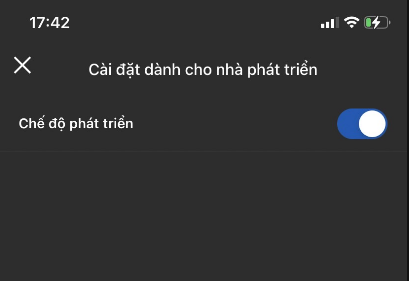 17:42
Cài đặt dành cho nhà phát triển
Chế độ phát triển